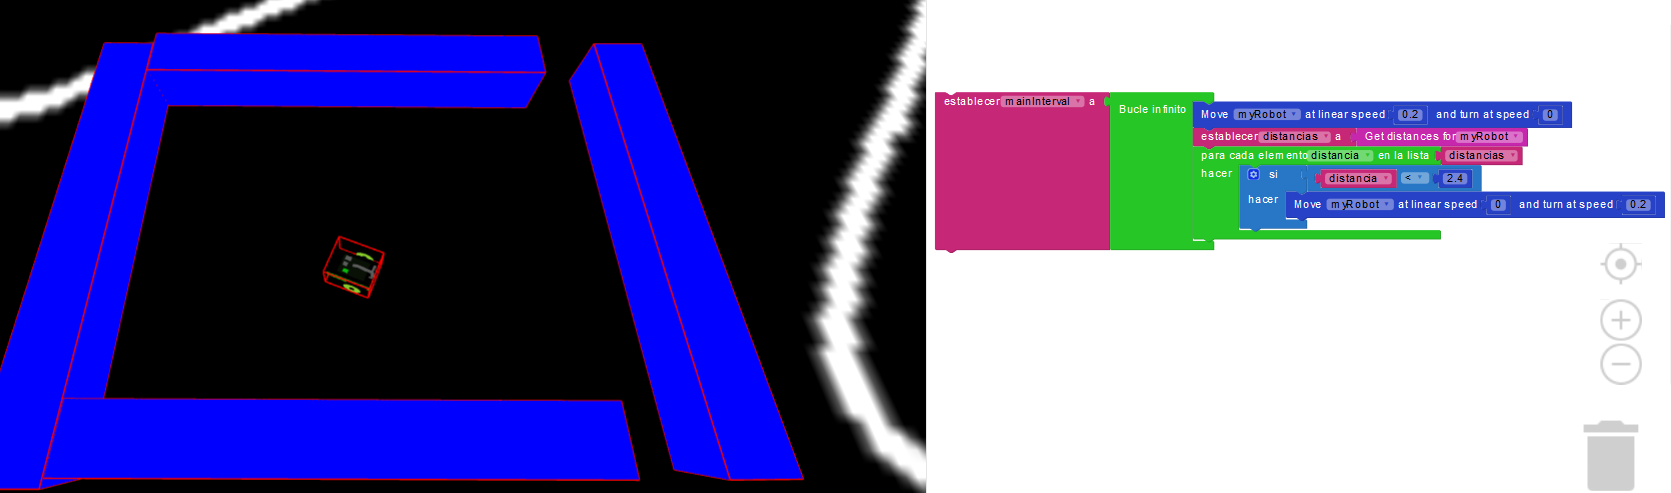 establecer mainInterval a
Bucle infinito
Move myRobot at linear speed 0.2 and turn at speed 0
establecer distancias a Get distances for myRobot
para cada elemento distancia en la lista distancias
hacer si distancia < 2.4
hacer Move myRobot at linear speed 0 and turn at speed 0.2